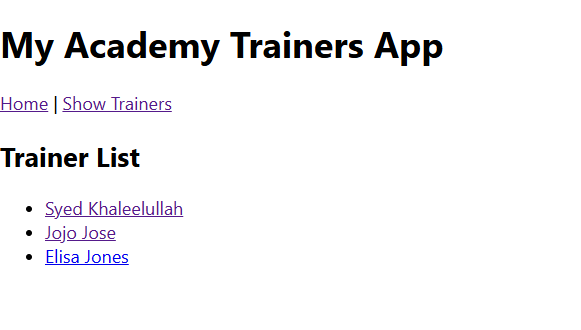 My Academy Trainers App
Home | Show Trainers
Trainer List
Syed Khaleelullah
Jojo Jose
Elisa Jones